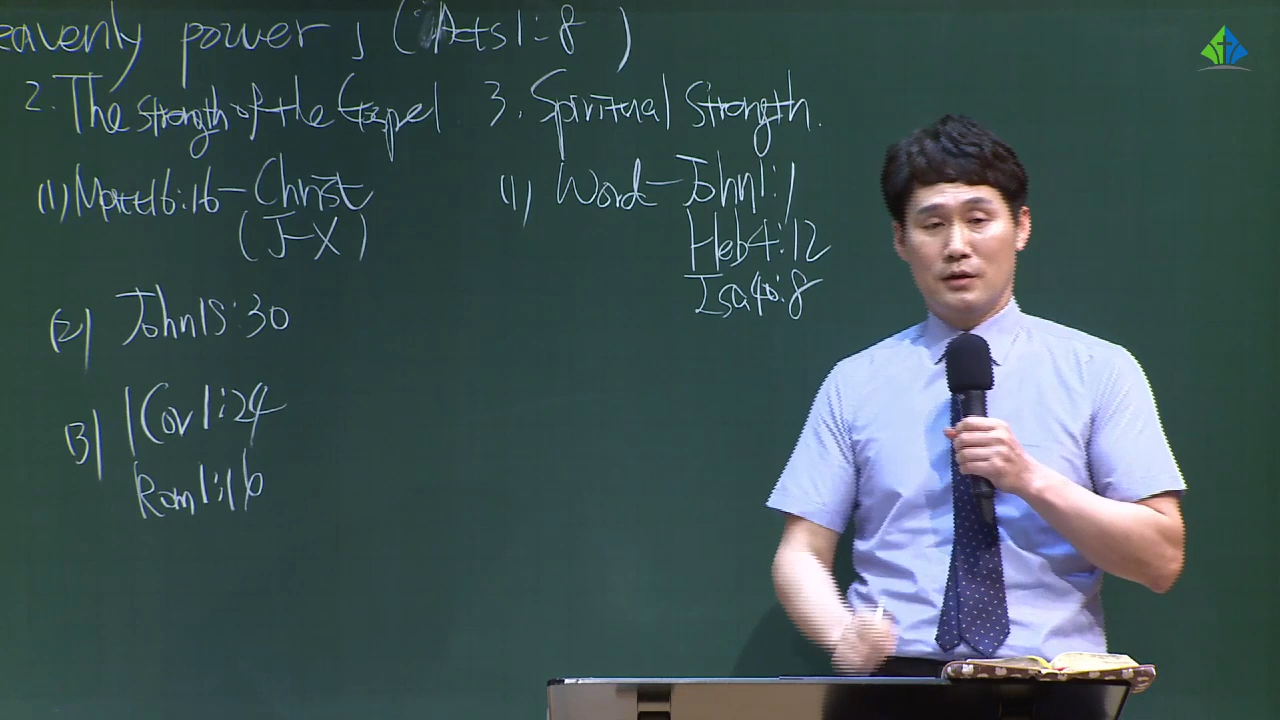 eavenly power 」 (Acts1:8)
2. The Strength of the Gospel
(1) Matt16:16 - Christ
(J-X)
(2) John19:30
(3) 1Cor1:24
Rom1:16
3. Spiritual Strength.
(1) Word - John1:1
Heb4:12
Isa40:8